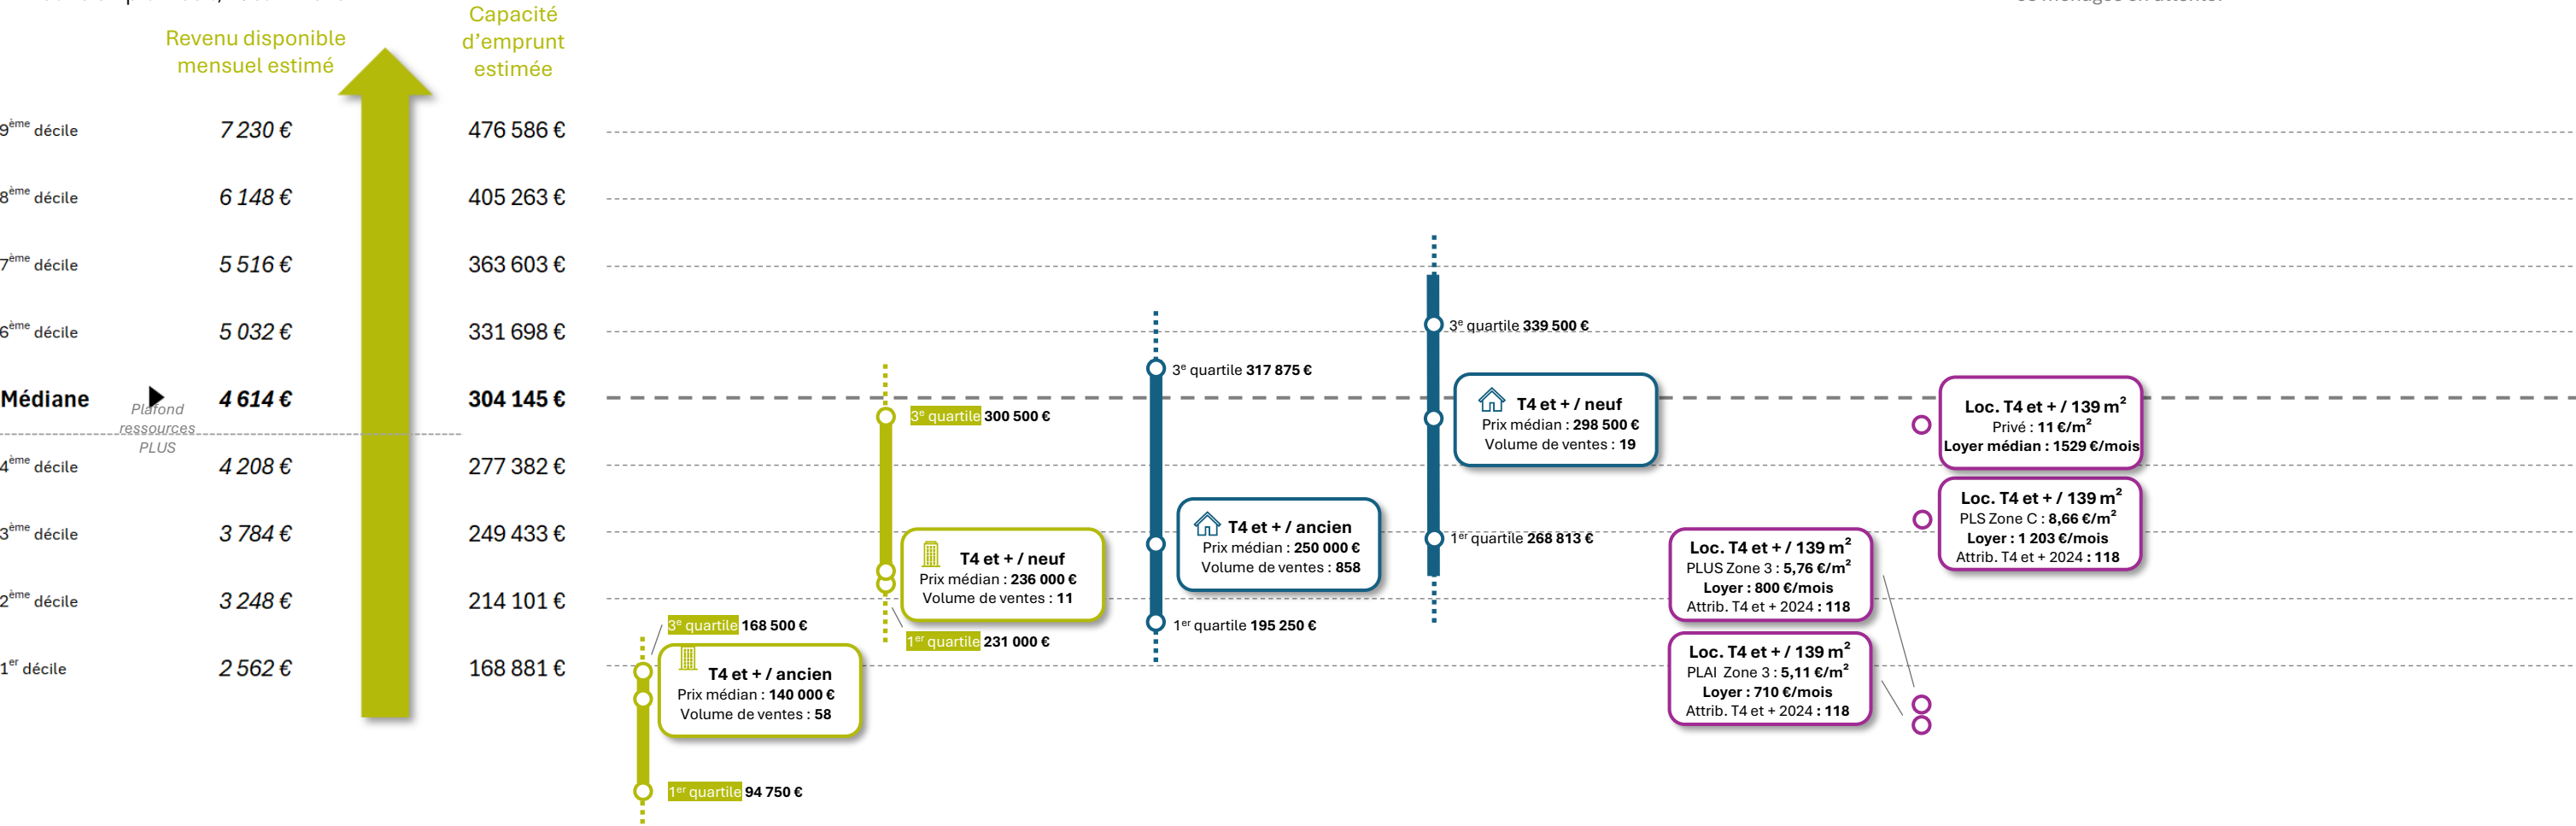 Capacité
d'emprunt
estimée
Revenu disponible
mensuel estimé
9ème décile 7 230 € 476 586 €
8ème décile 6 148 € 405 263 €
7ème décile 5 516 € 363 603 €
6ème décile 5 032 € 331 698 €
Médiane 4 614 € 304 145 €
Plafond
ressources
PLUS
4ème décile 4 208 € 277 382 €
3ème décile 3 784 € 249 433 €
2ème décile 3 248 € 214 101 €
1er décile 2 562 € 168 881 €
3e quartile 168 500 €
T4 et + / ancien
Prix médian : 140 000 €
Volume de ventes : 58
1er quartile 94 750 €
3e quartile 300 500 €
T4 et + / neuf
Prix médian : 236 000 €
Volume de ventes : 11
1er quartile 231 000 €
3e quartile 317 875 €
T4 et + / ancien
Prix médian : 250 000 €
Volume de ventes : 858
1er quartile 195 250 €
3e quartile 339 500 €
T4 et + / neuf
Prix médian : 298 500 €
Volume de ventes : 19
1er quartile 268 813 €
Loc. T4 et + / 139 m²
PLUS Zone 3 : 5,76 €/m²
Loyer : 800 €/mois
Attrib. T4 et + 2024 : 118
Loc. T4 et + / 139 m²
PLAI Zone 3 : 5,11 €/m²
Loyer : 710 €/mois
Attrib. T4 et + 2024 : 118
Loc. T4 et + / 139 m²
Privé : 11 €/m²
Loyer médian : 1529 €/mois
Loc. T4 et + / 139 m²
PLS Zone C : 8,66 €/m²
Loyer : 1 203 €/mois
Attrib. T4 et + 2024 : 118